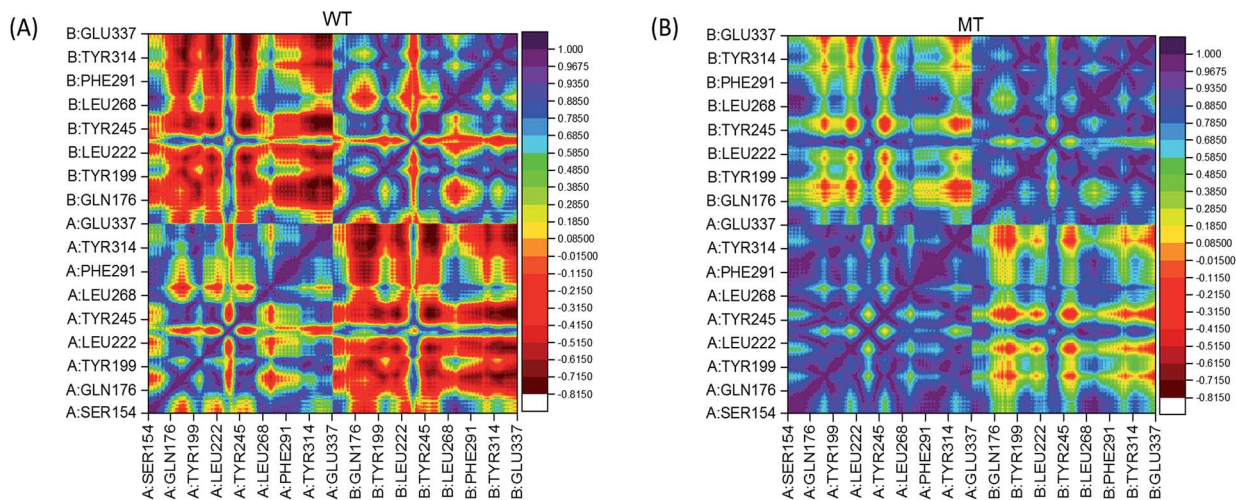 (A)
WT
B:GLU337
B:TYR314
B:PHE291
B:LEU268
B:TYR245
B:LEU222
B:TYR199
B:GLN176
A:GLU337
A:TYR314
A:PHE291
A:LEU268
A:TYR245
A:LEU222
A:TYR199
A:GLN176
A:SER154
A:SER154
A:GLN176
A:TYR199
A:LEU222
A:TYR245
A:LEU268
A:PHE291
A:TYR314
A:GLU337
B:GLN176
B:TYR199
B:LEU222
B:TYR245
B:LEU268
B:PHE291
B:TYR314
B:GLU337
1.000
0.9675
0.8850
0.7850
0.6850
0.5850
0.4850
0.3850
0.2850
0.1850
0.08500
-0.01500
-0.1150
-0.2150
-0.3150
-0.4150
-0.5150
-0.6150
-0.7150
-0.8150
(B)
MT
B:GLU337
B:TYR314
B:PHE291
B:LEU268
B:TYR245
B:LEU222
B:TYR199
B:GLN176
A:GLU337
A:TYR314
A:PHE291
A:LEU268
A:TYR245
A:LEU222
A:TYR199
A:GLN176
A:SER154
A:SER154
A:GLN176
A:TYR199
A:LEU222
A:TYR245
A:LEU268
A:PHE291
A:TYR314
A:GLU337
B:GLN176
B:TYR199
B:LEU222
B:TYR245
B:LEU268
B:PHE291
B:TYR314
B:GLU337
1.000
0.9675
0.8850
0.7850
0.6850
0.5850
0.4850
0.3850
0.2850
0.1850
0.08500
-0.01500
-0.1150
-0.2150
-0.3150
-0.4150
-0.5150
-0.6150
-0.7150
-0.8150